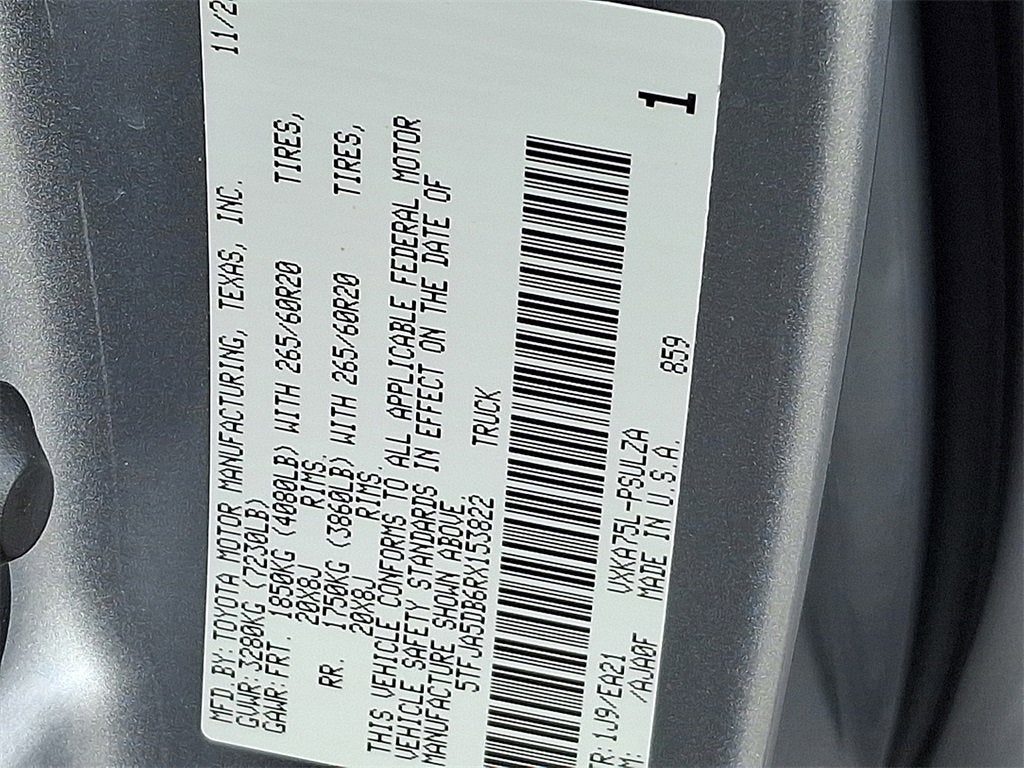 MFD. BY: TOYOTA MOTOR MANUFACTURING, TEXAS, INC. 11/2
GVWR: 3280KG (7230LB)
GAWR: FRT. 1850KG (4080LB) WITH 265/60R20 TIRES,
20X8J RIMS.
RR. 1750KG (3860LB) WITH 265/60R20 TIRES,
20X8J RIMS.
THIS VEHICLE CONFORMS TO ALL APPLICABLE FEDERAL MOTOR
VEHICLE SAFETY STANDARDS IN EFFECT ON THE DATE OF
MANUFACTURE SHOWN ABOVE.
5TFJA5DB6RX153822 TRUCK
TR: 1J9/EA21 VXKA75L-PSULZA 859 1
M: /AJA0F MADE IN U.S.A.